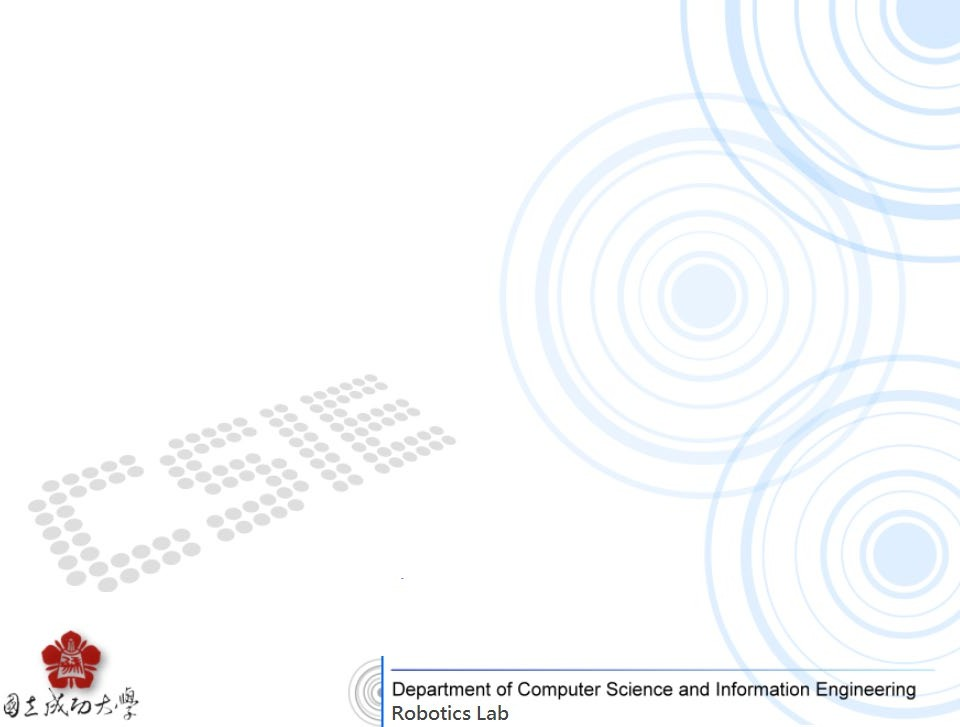 CSIE
國立成功大學
Department of Computer Science and Information Engineering
Robotics Lab